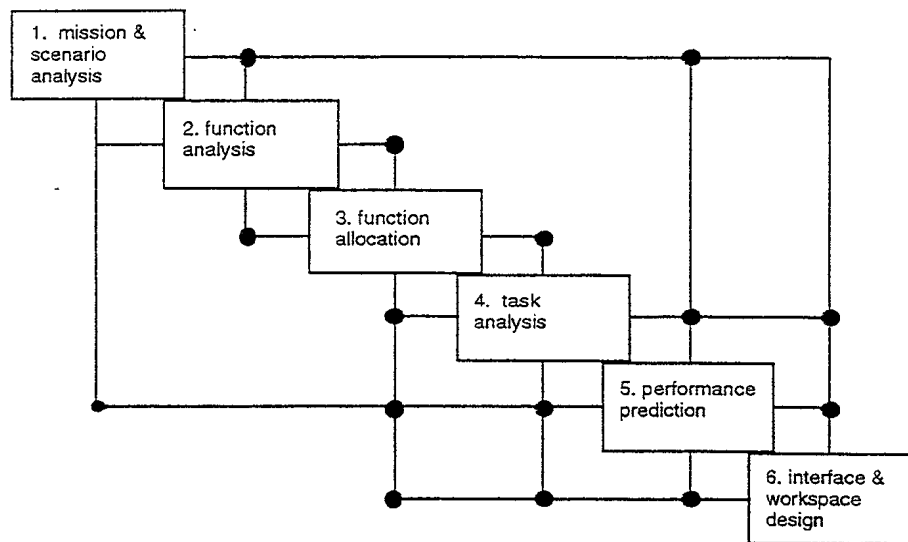 1. mission &
scenario
analysis
2. function
analysis
3. function
allocation
4. task
analysis
5. performance
prediction
6. interface &
workspace
design